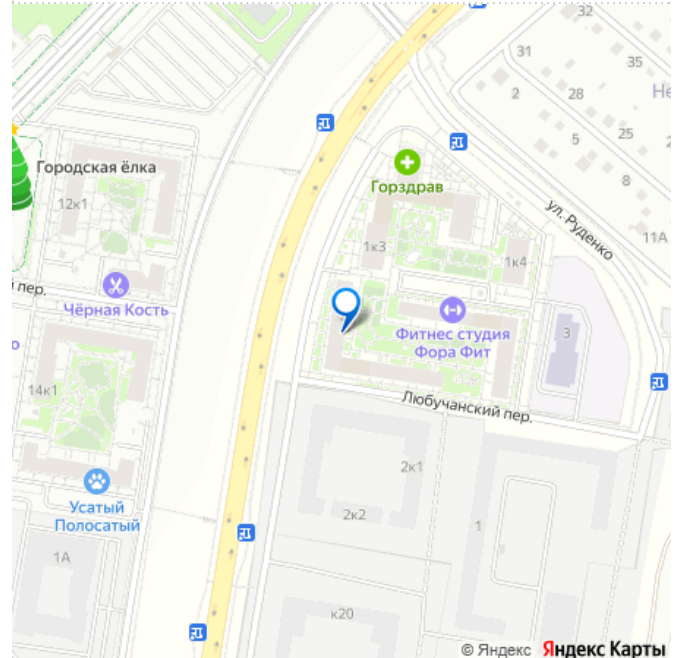 32
31
35
2
28
Не
5
25
8
11А
ул. Руденко
Горздрав
Городская ёлка
12к1
1к3
1к4
й пер.
Чёрная Кость
о
Фитнес студия
Фора Фит
3
14к1
Любучанский пер.
2к1
Усатый
Полосатый
2к2
1
1А
к20
© Яндекс Яндекс Карты